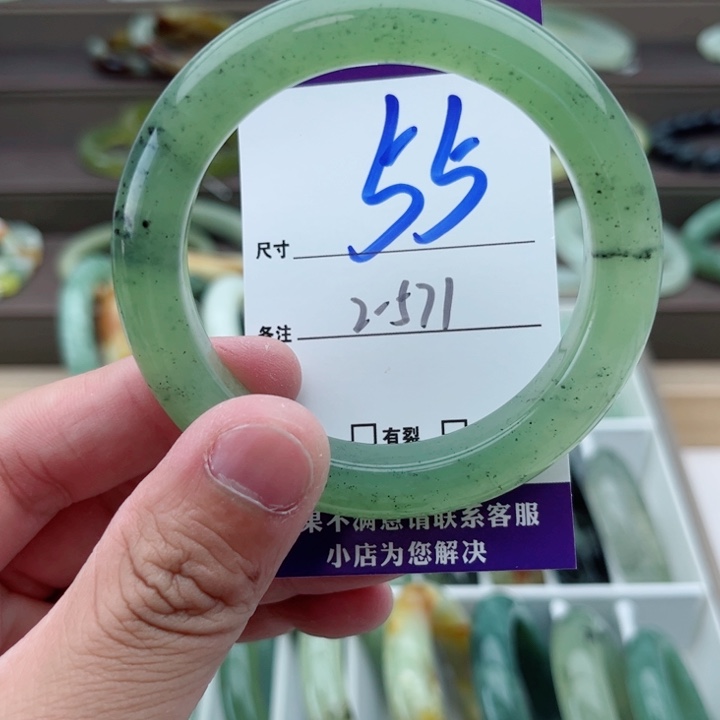 55
尺寸
2-571
备注
□ 有裂 □
果不满意请联系客服
小店为您解决